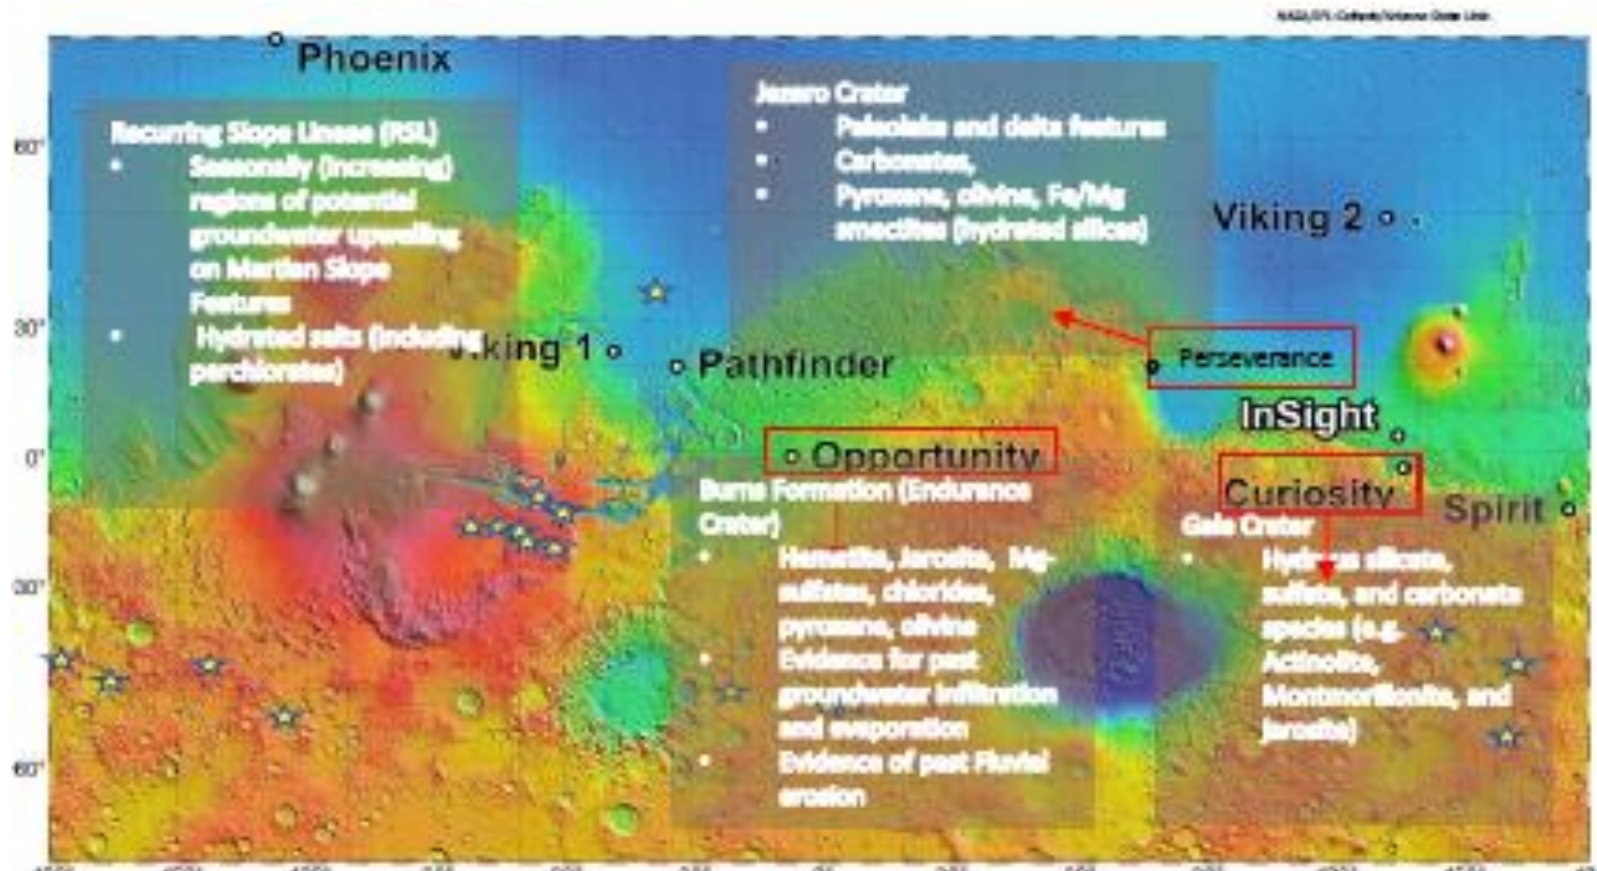 Phoenix
Recurring Slope Lineae (RSL)
• Seasonally (increasing)
regions of potential
groundwater upwelling
on Martian Slope
Features
• Hydrated salts (including
perchlorates)
Jezero Crater
• Paleolake and delta features
• Carbonates,
• Pyroxene, olivine, Fe/Mg
smectites (hydrated silicas)
Viking 2
Viking 1
Pathfinder
Perseverance
InSight
Opportunity
Curiosity
Spirit
Burns Formation (Endurance
Crater)
• Hematite, Jarosite, Mg-
sulfates, chlorides,
pyroxene, olivine
• Evidence for past
groundwater infiltration
and evaporation
• Evidence of past Fluvial
erosion
Gale Crater
• Hydrous silicate,
sulfate, and carbonate
species (e.g.
Actinolite,
Montmorillonite, and
jarosite)
60°
30°
0°
30°
60°